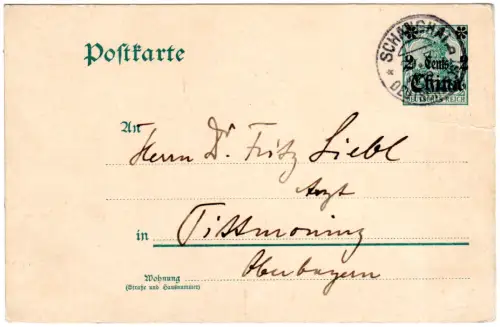 Postkarte
SCHANGHAI
2 Cents 2
China
DEUTSCHES REICH
An
Herrn Dr. Fritz Liebl
Arzt
in Tittmoning
Oberbayern
Wohnung
(Straße und Hausnummer)